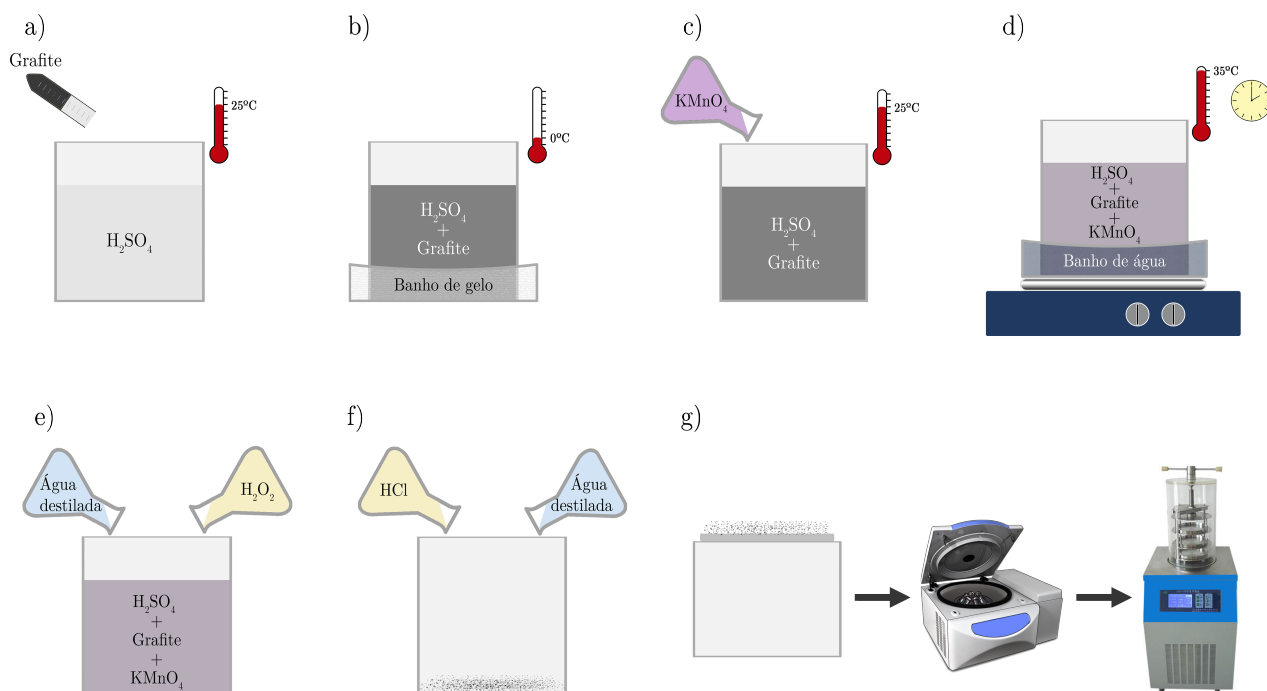 a)
Grafite
25ºC
H₂SO₄
b)
0ºC
H₂SO₄
+
Grafite
Banho de gelo
c)
KMnO₄
25ºC
H₂SO₄
+
Grafite
d)
35ºC
H₂SO₄
+
Grafite
+
KMnO₄
Banho de água
e)
Água
destilada
H₂O₂
H₂SO₄
+
Grafite
+
KMnO₄
f)
HCl
Água
destilada
g)